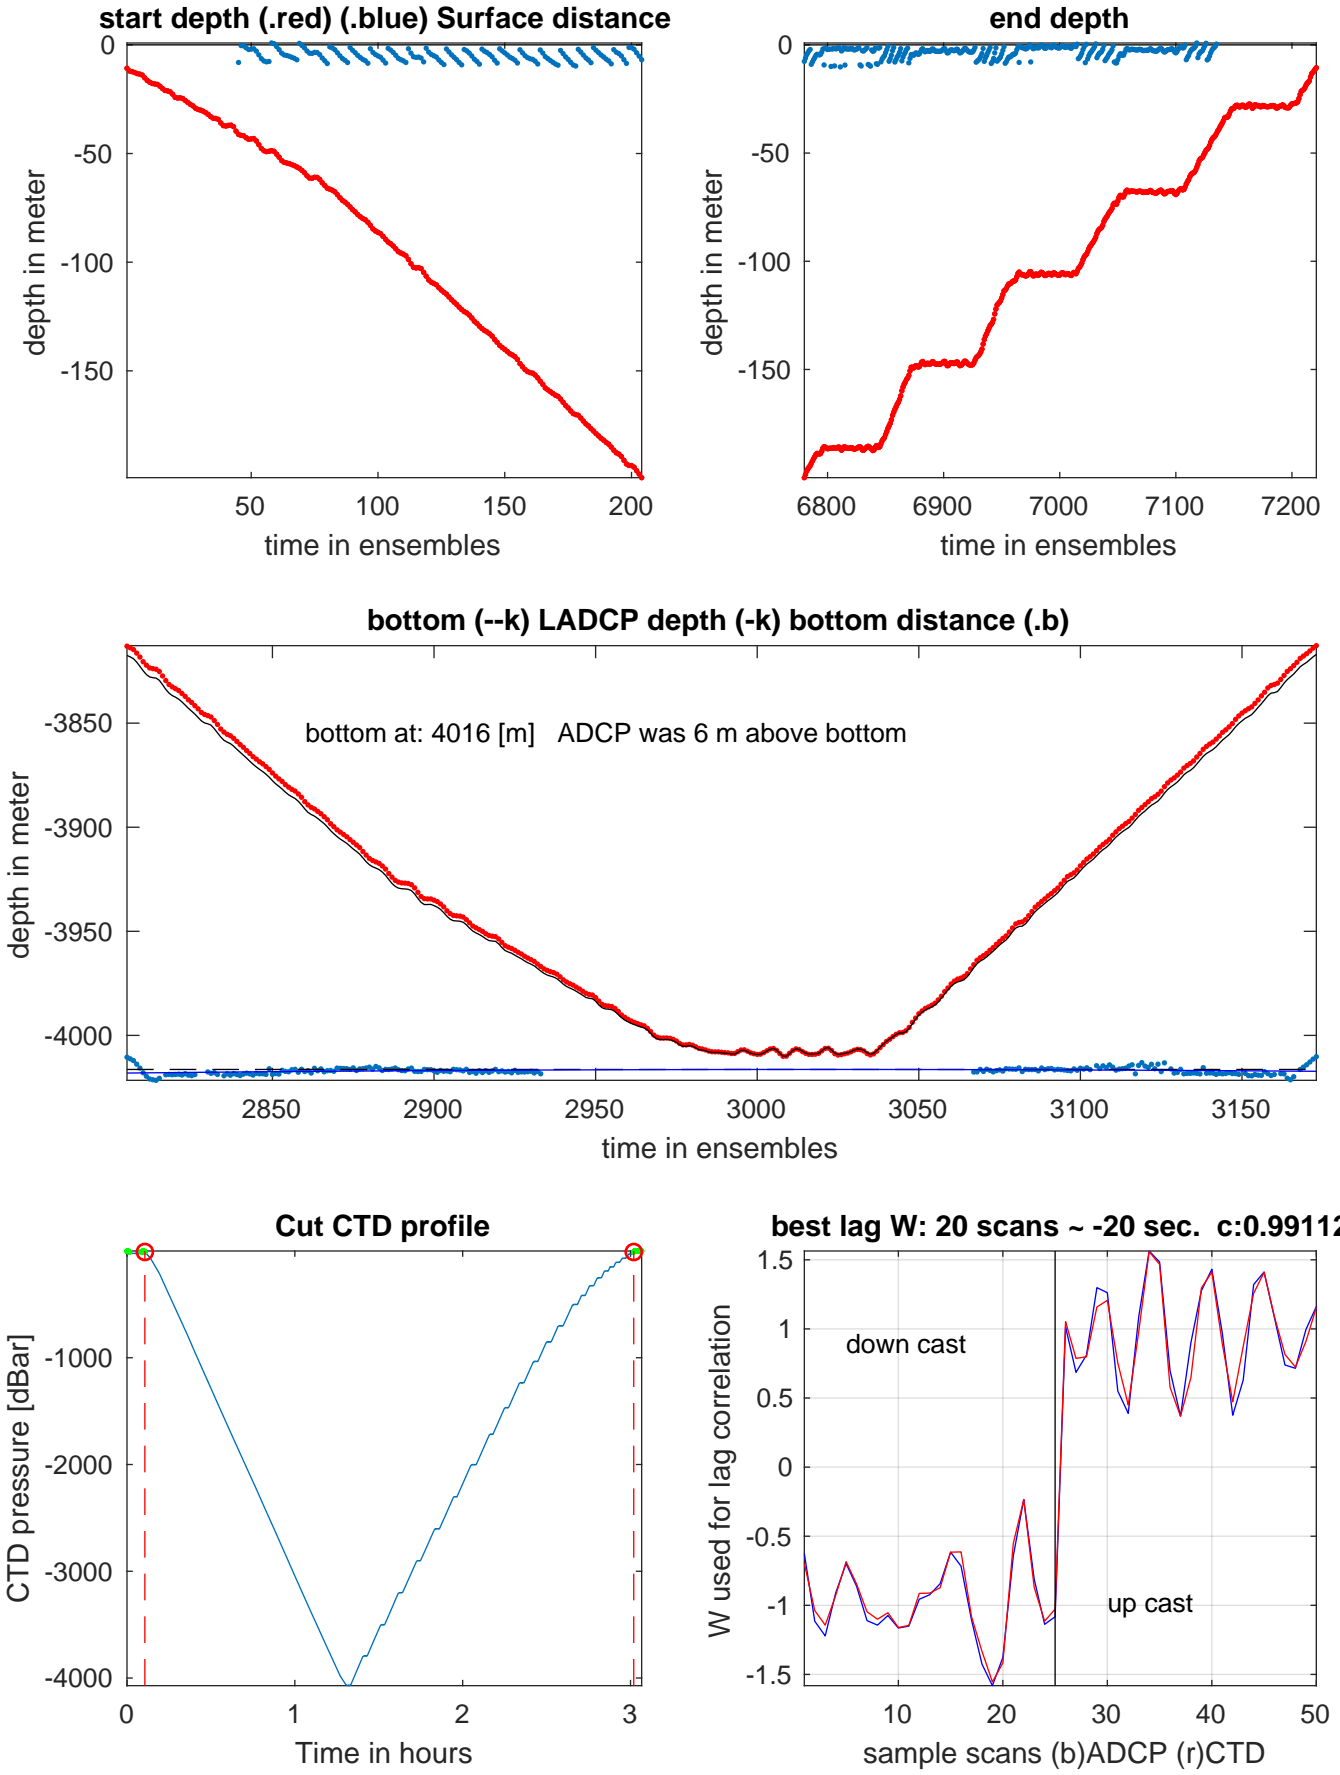 start depth (.red) (.blue) Surface distance
0
-50
-100
-150
depth in meter
50
100
150
200
time in ensembles
end depth
0
-50
-100
-150
depth in meter
6800
6900
7000
7100
7200
time in ensembles
bottom (--k) LADCP depth (-k) bottom distance (.b)
bottom at: 4016 [m] ADCP was 6 m above bottom
-3850
-3900
-3950
-4000
depth in meter
2850
2900
2950
3000
3050
3100
3150
time in ensembles
Cut CTD profile
-1000
-2000
-3000
-4000
CTD pressure [dBar]
0
1
2
3
Time in hours
best lag W: 20 scans ~ -20 sec. c:0.99112
1.5
1
0.5
0
-0.5
-1
-1.5
W used for lag correlation
down cast
up cast
10
20
30
40
50
sample scans (b)ADCP (r)CTD